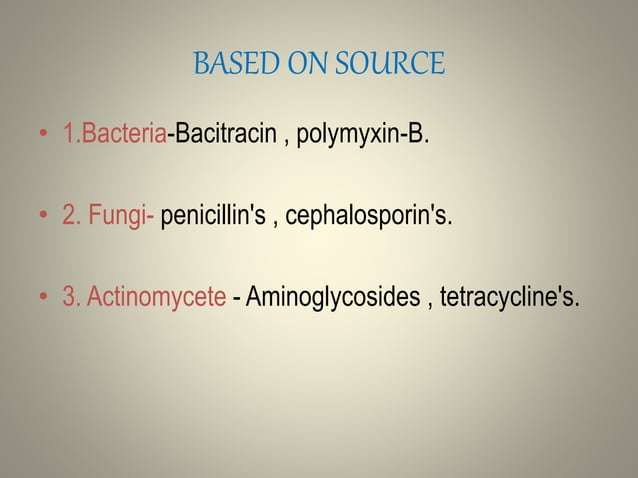 BASED ON SOURCE
• 1.Bacteria-Bacitracin , polymyxin-B.
• 2. Fungi- penicillin's , cephalosporin's.
• 3. Actinomycete - Aminoglycosides , tetracycline's.